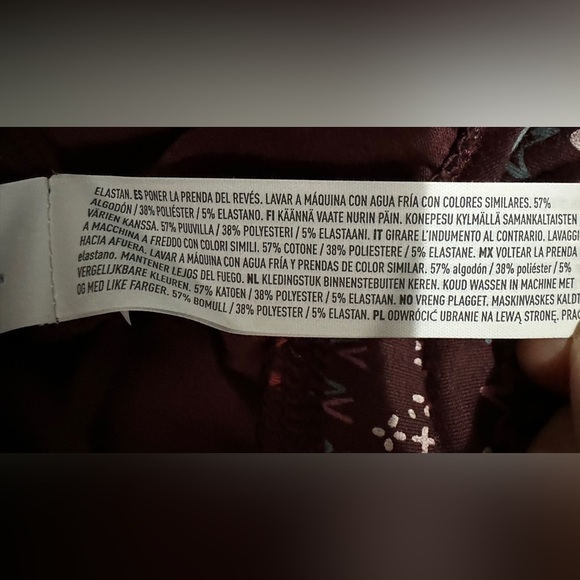 ELASTAN. ES PONER LA PRENDA DEL REVÉS. LAVAR A MÁQUINA CON AGUA FRÍA CON COLORES SIMILARES. 57%
ALGODÓN / 38% POLIÉSTER / 5% ELASTANO. FI KÄÄNNÄ VAATE NURIN PÄIN. KONEPESU KYLMÄLLÄ SAMANKALTAISTEN
VÄRIEN KANSSA. 57% PUUVILLA / 38% POLYESTERI / 5% ELASTAANI. IT GIRARE L'INDUMENTO AL CONTRARIO. LAVAGGI
A MACCHINA A FREDDO CON COLORI SIMILI. 57% COTONE / 38% POLIESTERE / 5% ELASTANE. MX VOLTEAR LA PRENDA
HACIA AFUERA. LAVAR A MÁQUINA CON AGUA FRÍA Y PRENDAS DE COLOR SIMILAR. 57% algodón / 38% poliéster / 5%
elastano. MANTENER LEJOS DEL FUEGO. NL KLEDINGSTUK BINNENSTEBUITEN KEREN. KOUD WASSEN IN MACHINE MET
VERGELIJKBARE KLEUREN. 57% KATOEN / 38% POLYESTER / 5% ELASTAAN. NO VRENG PLAGGET. MASKINVASKES KALDT
OG MED LIKE FARGER. 57% BOMULL / 38% POLYESTER / 5% ELASTAN. PL ODWRÓCIĆ UBRANIE NA LEWĄ STRONĘ. PRAĆ